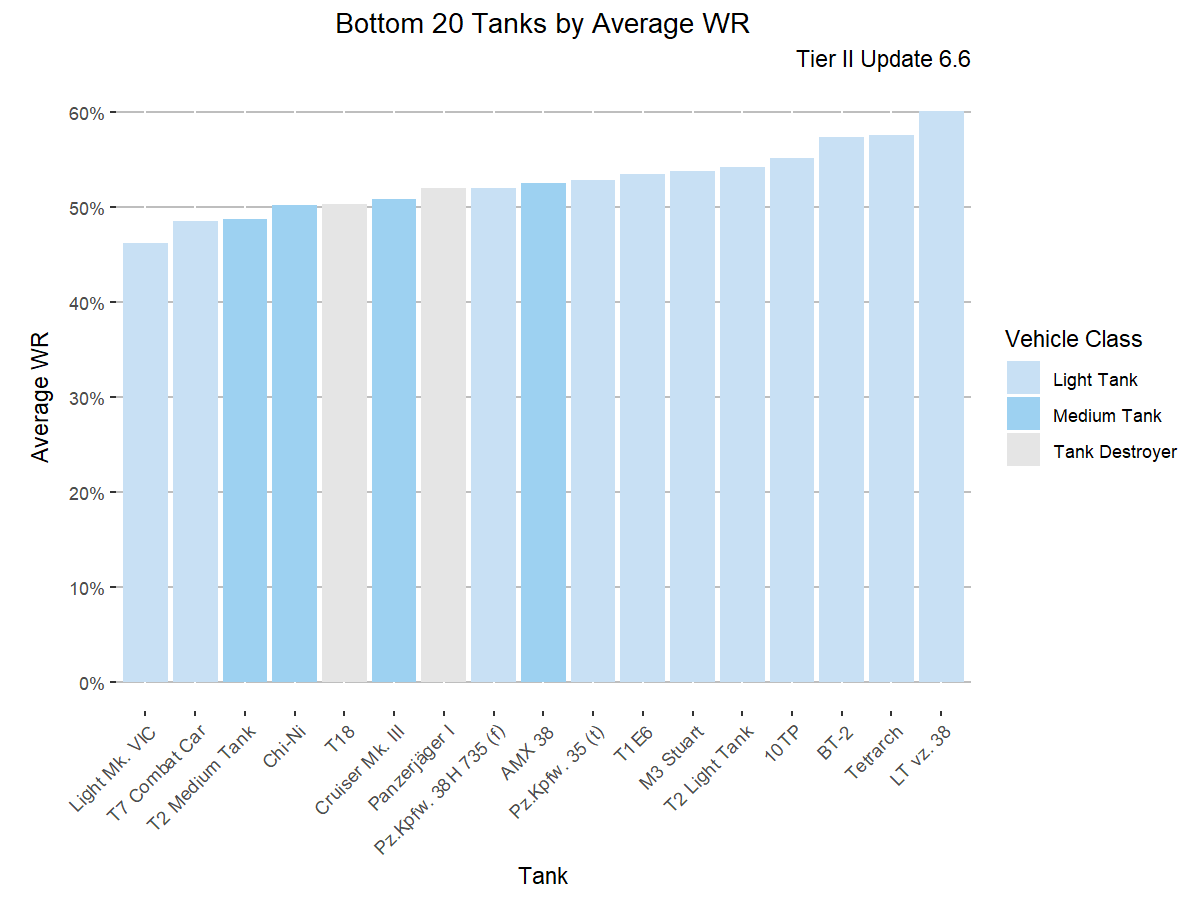 Bottom 20 Tanks by Average WR
Tier II Update 6.6
60%
50%
40%
30%
20%
10%
0%
Average WR
Light Mk. VIC
T7 Combat Car
T2 Medium Tank
Chi-Ni
T18
Cruiser Mk. III
Panzerjäger I
Pz.Kpfw. 38H 735 (f)
AMX 38
Pz.Kpfw. 35 (t)
T1E6
M3 Stuart
T2 Light Tank
10TP
BT-2
Tetrarch
LT vz. 38
Tank
Vehicle Class
Light Tank
Medium Tank
Tank Destroyer